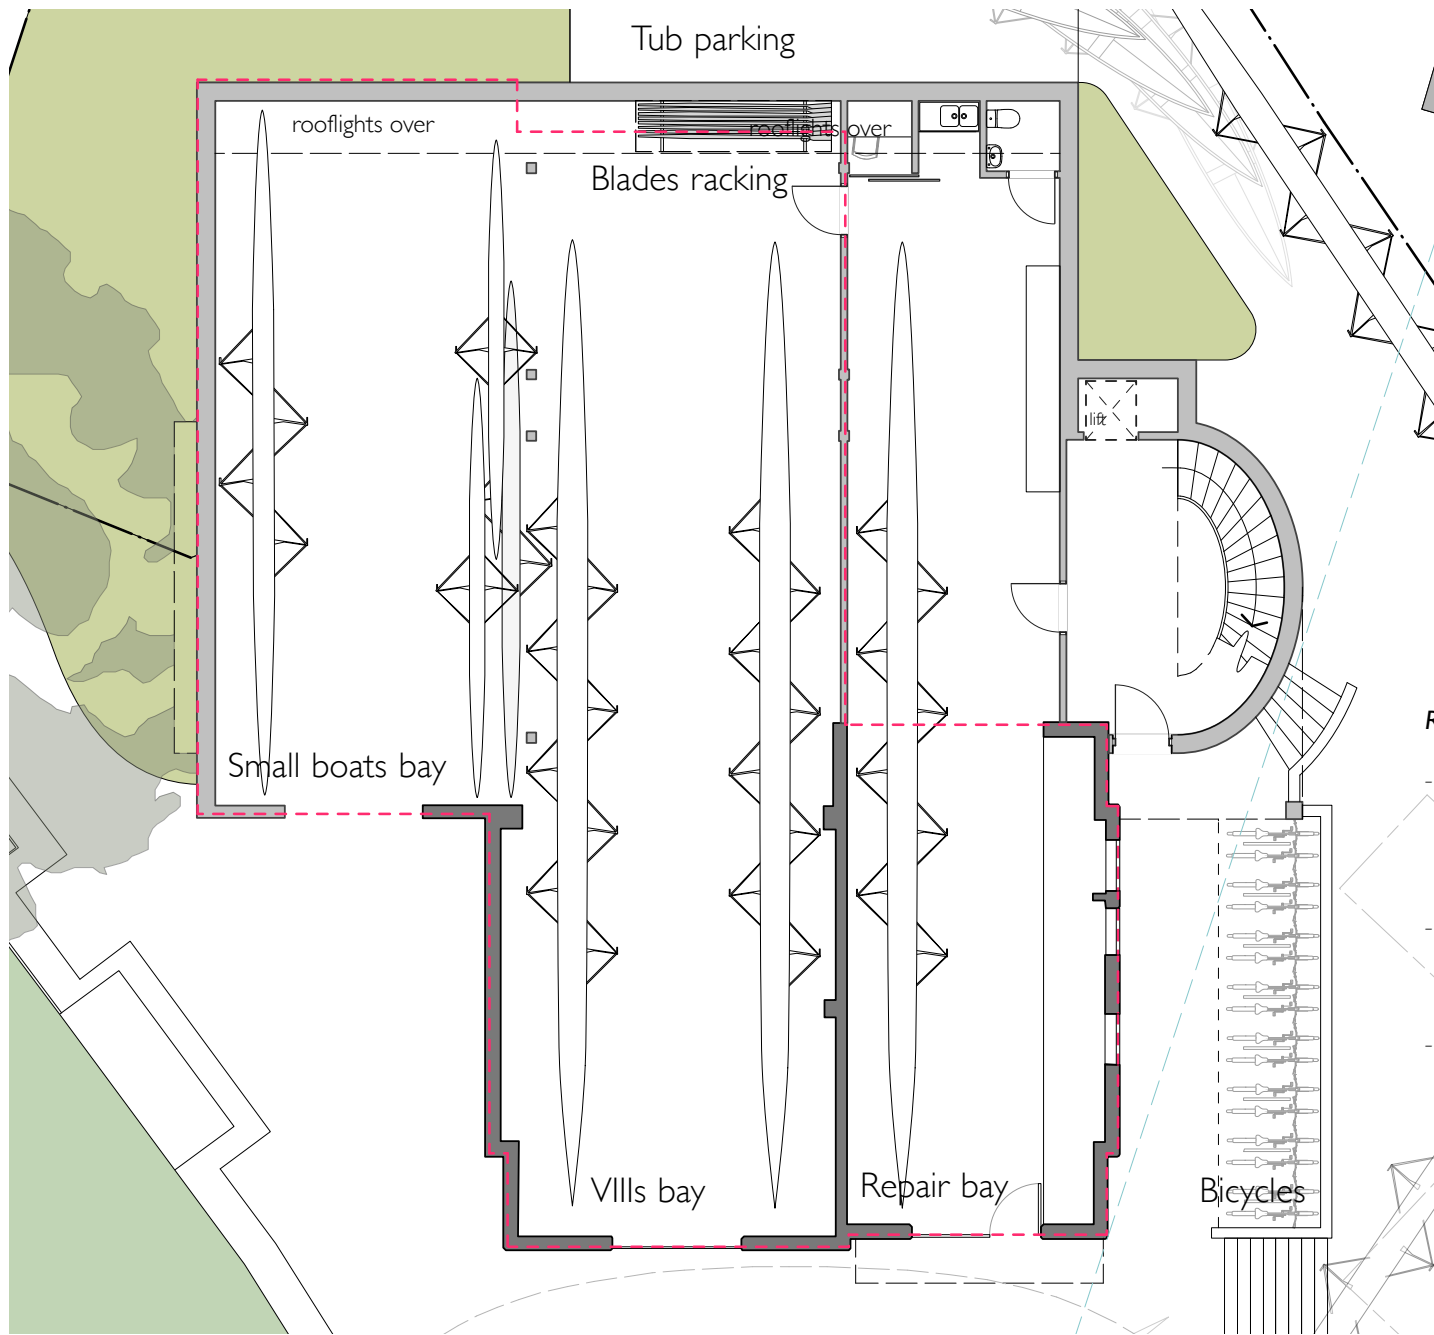 Tub parking
rooflights over
rooflights over
Blades racking
lift
R
Small boats bay
VIIIs bay
Repair bay
Bicycles